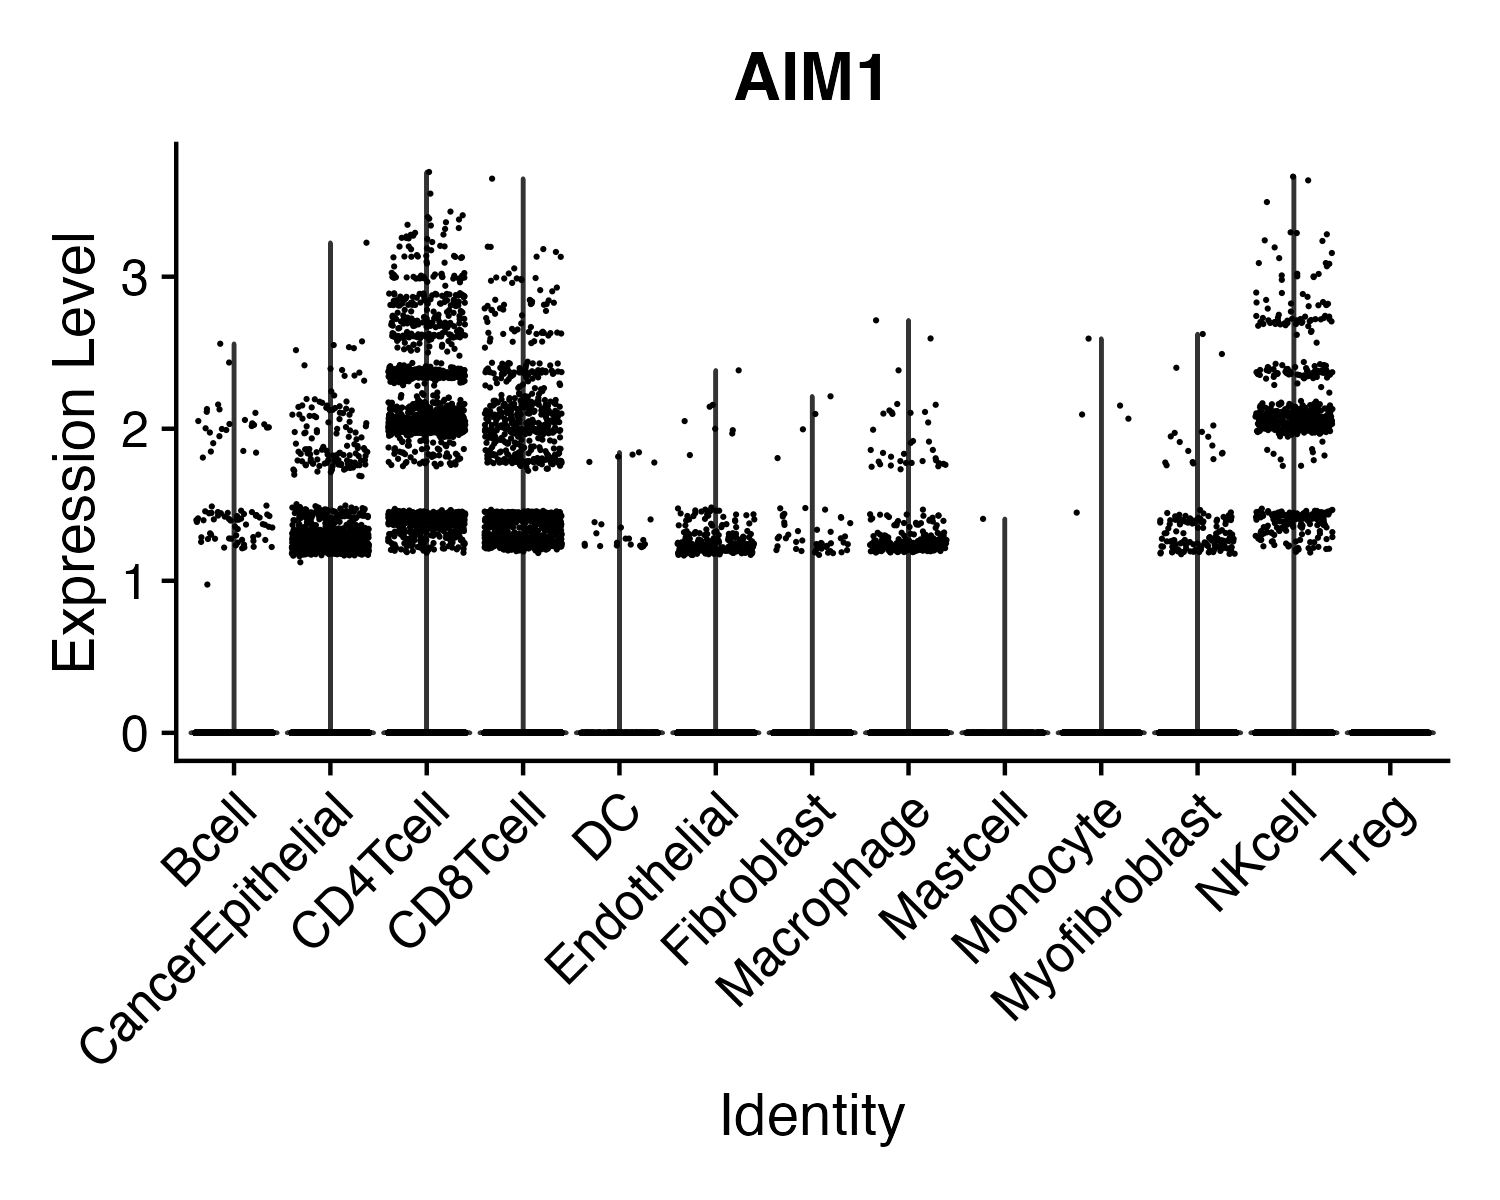 AIM1
Expression Level
3
2
1
0
Bcell
CancerEpithelial
CD4Tcell
CD8Tcell
DC
Endothelial
Fibroblast
Macrophage
Mastcell
Monocyte
Myofibroblast
NKcell
Treg
Identity